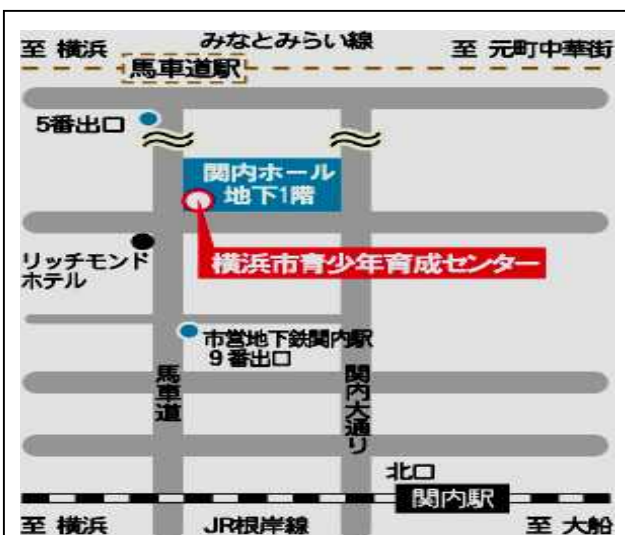 至 横浜
みなとみらい線
至 元町中華街
馬車道駅
5番出口
関内ホール
地下1階
リッチモンド
ホテル
横浜市青少年育成センター
市営地下鉄関内駅
9番出口
馬車道
関内大通り
北口
関内駅
至 横浜
JR根岸線
至 大船